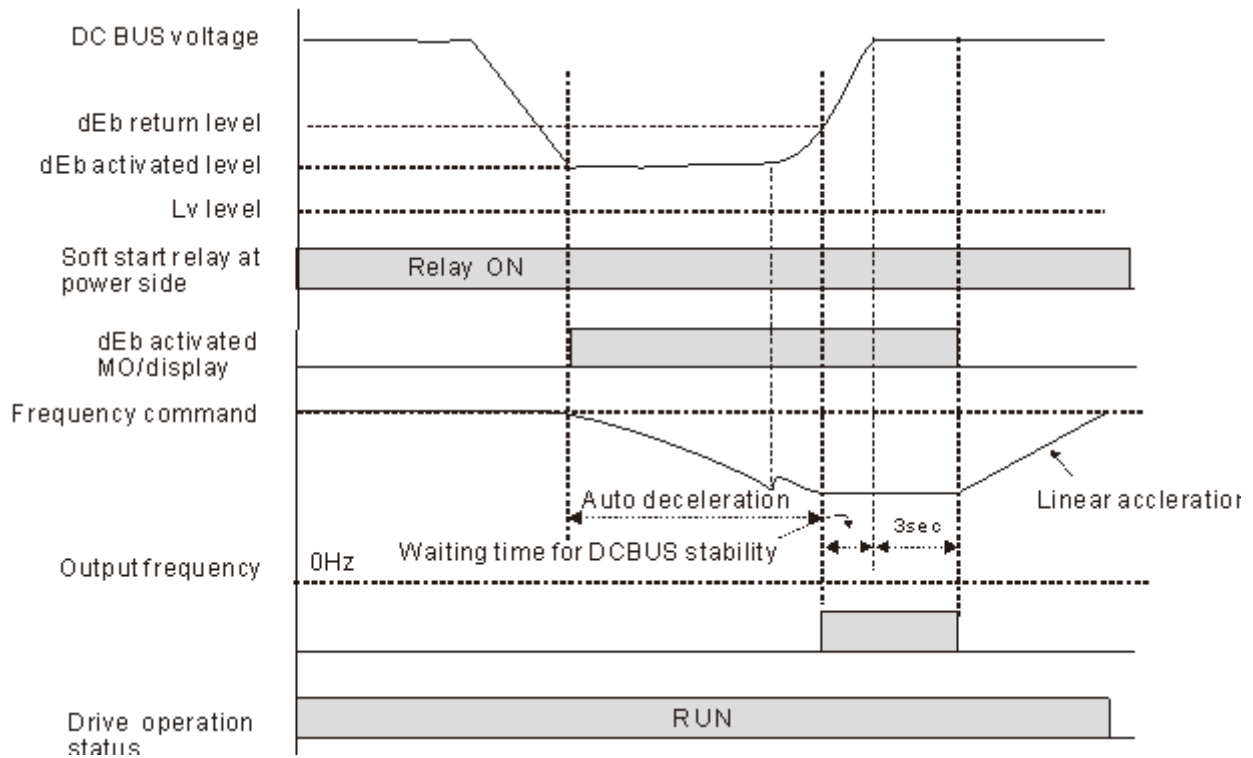 DC BUS voltage
dEb return level
dEb activated level
Lv level
Soft start relay at
power side
Relay ON
dEb activated
MO/display
Frequency command
Auto deceleration
Linear accleration
3sec
Waiting time for DCBUS stability
Output frequency
0Hz
Drive operation
status
RUN